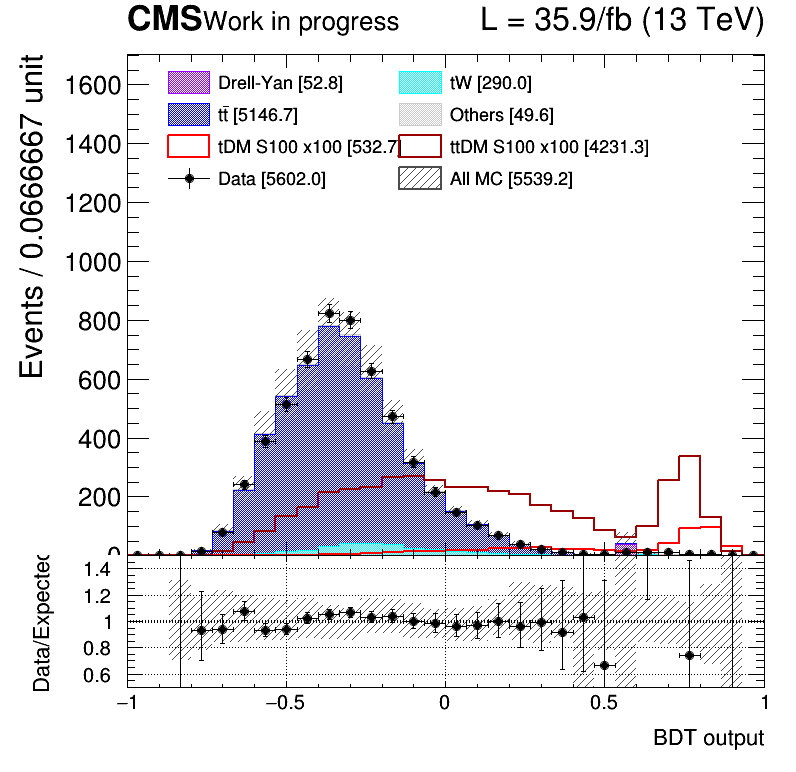 CMS Work in progress L = 35.9/fb (13 TeV)
Events / 0.0666667 unit
1600
1400
1200
1000
800
600
400
200
0
Drell-Yan [52.8] tW [290.0]
tt̄ [5146.7] Others [49.6]
tDM S100 x100 [532.7] ttDM S100 x100 [4231.3]
Data [5602.0] All MC [5539.2]
Data/Expected
1.4
1.2
1
0.8
0.6
−1 −0.5 0 0.5 1
BDT output